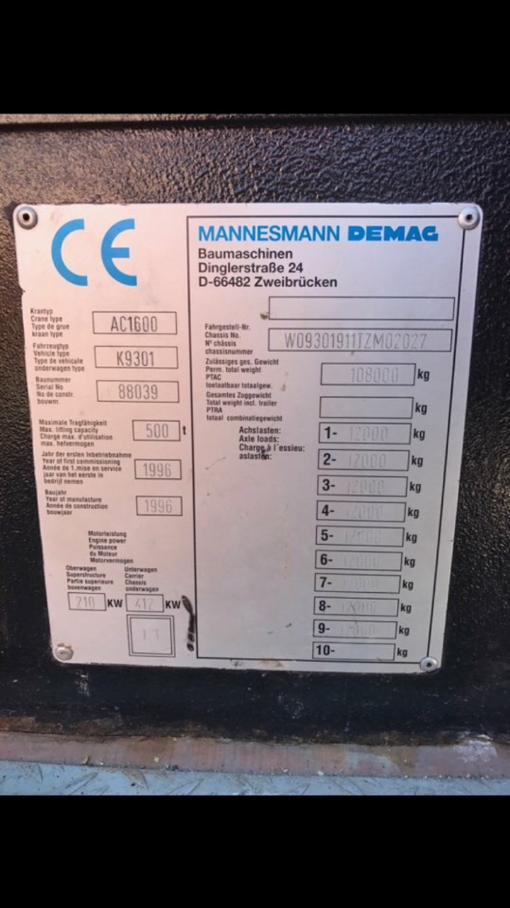 CE
MANNESMANN DEMAG
Baumaschinen
Dinglerstraße 24
D-66482 Zweibrücken
Krantyp
Crane type
Type de grue
kraan type
AC1600
Fahrzeugtyp
Vehicle type
Type de vehicule
onderwagen type
K9301
Baunummer
Serial No
No de constr.
bouwnr.
88039
Maximale Tragfähigkeit
Max. lifting capacity
Charge max. d'utilisation
max. hefvermogen
500 t
Jahr der ersten Inbetriebnahme
Year of first commissioning
Année de 1.mise en service
jaar van het eerste in
bedrijf nemen
1996
Baujahr
Year of manufacture
Année de construction
bouwjaar
1996
Motorleistung
Engine power
Puissance
du Moteur
Motorvermogen
Oberwagen
Superstructure
Partie superieure
bovenwagen
210 KW
Unterwagen
Carrier
Chassis
onderwagen
412 KW
Fahrgestell-Nr.
Chassis No.
N° châssis
chassisnummer
W09301911TZM02027
Zulässiges ges. Gewicht
Perm. total weight
PTAC
toelaatbaar totaalgew.
108000 kg
Gesamtes Zuggewicht
Total weight incl. trailer
PTRA
totaal combinatiegewicht
kg
Achslasten:
Axle loads:
Charge à l'essieu:
aslasten:
1- 12000 kg
2- 12000 kg
3- 12000 kg
4- 12000 kg
5- 12000 kg
6- 12000 kg
7- kg
8- 12000 kg
9- kg
10- kg